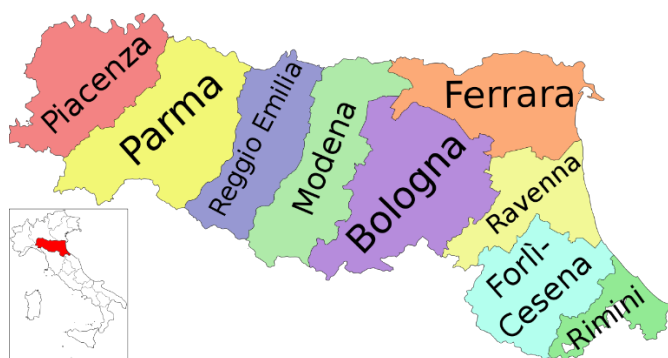 Piacenza
Parma
Reggio Emilia
Modena
Bologna
Ferrara
Ravenna
Forlì-
Cesena
Rimini